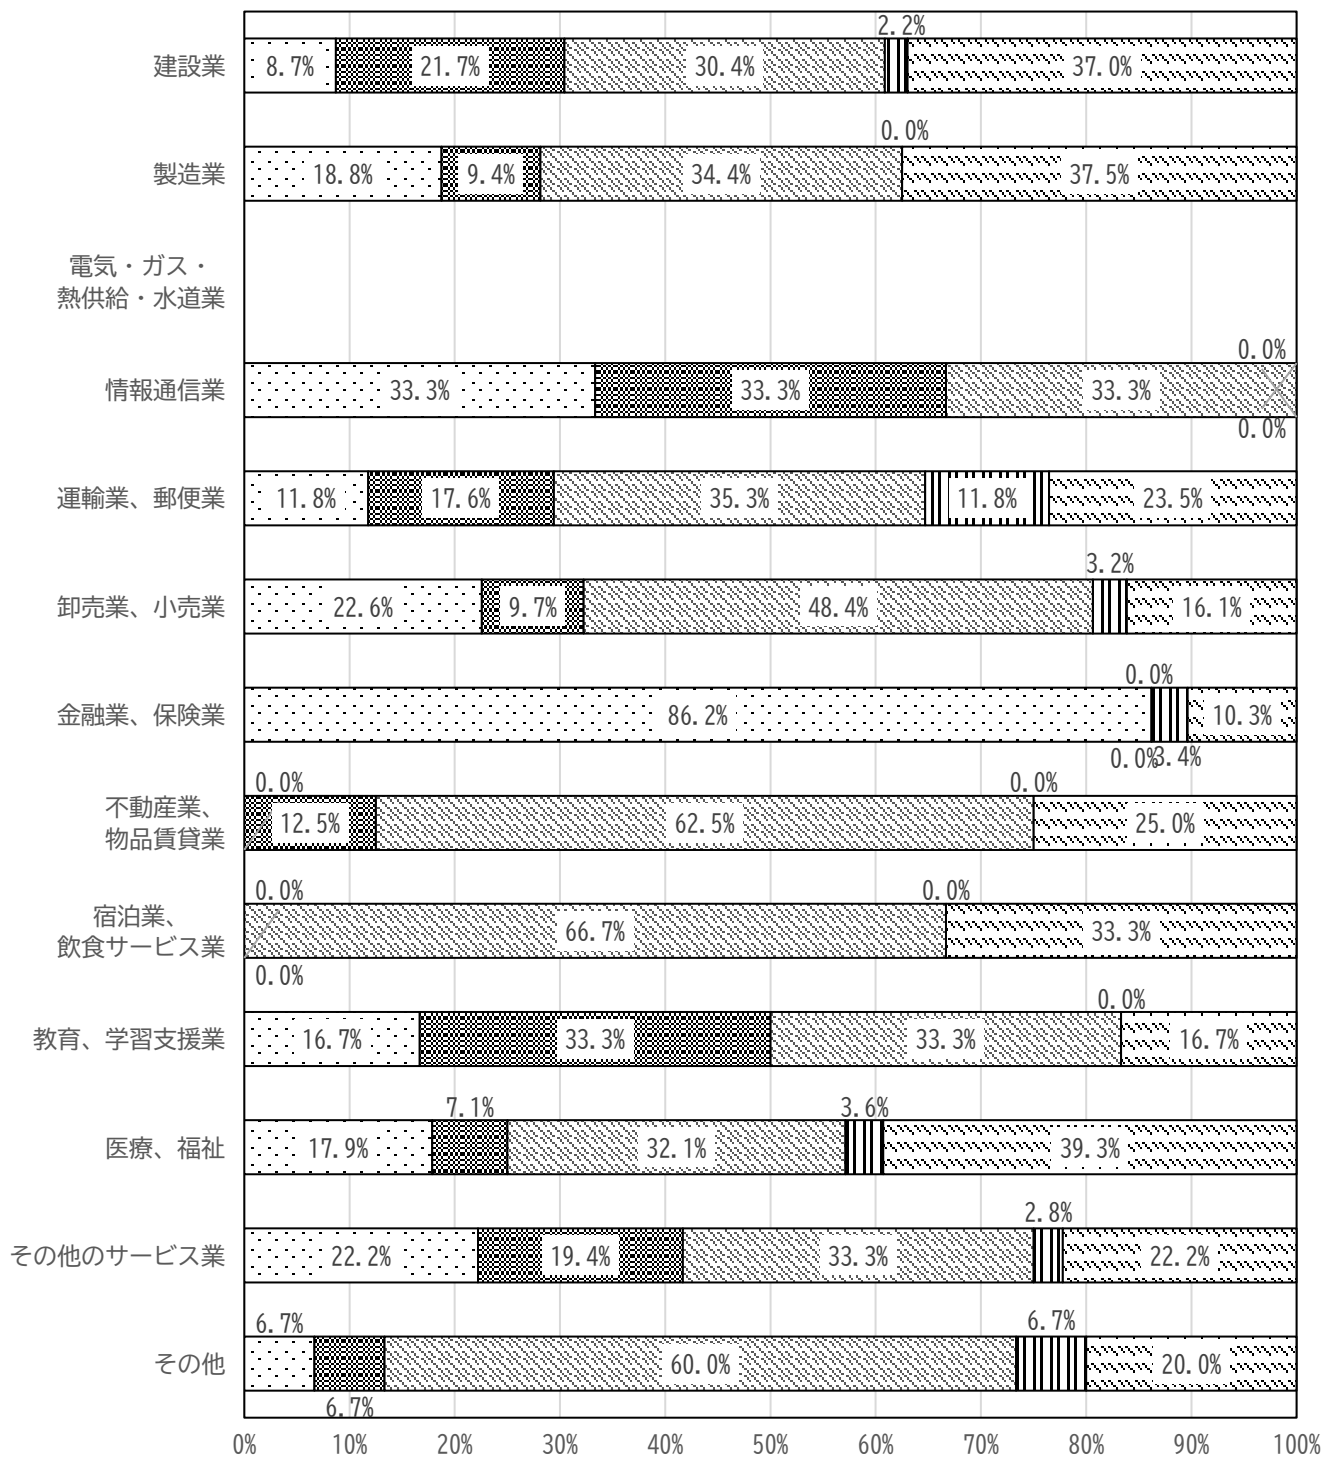 2.2%
建設業 8.7% 21.7% 30.4% 37.0%
0.0%
製造業 18.8% 9.4% 34.4% 37.5%
電気・ガス・
熱供給・水道業
0.0%
情報通信業 33.3% 33.3% 33.3%
0.0%
運輸業、郵便業 11.8% 17.6% 35.3% 11.8% 23.5%
3.2%
卸売業、小売業 22.6% 9.7% 48.4% 16.1%
0.0%
金融業、保険業 86.2% 10.3%
0.0% 3.4%
0.0% 0.0%
不動産業、
物品賃貸業 12.5% 62.5% 25.0%
0.0% 0.0%
宿泊業、
飲食サービス業 66.7% 33.3%
0.0%
0.0%
教育、学習支援業 16.7% 33.3% 33.3% 16.7%
7.1% 3.6%
医療、福祉 17.9% 32.1% 39.3%
2.8%
その他のサービス業 22.2% 19.4% 33.3% 22.2%
6.7% 6.7%
その他 60.0% 20.0%
6.7%
0% 10% 20% 30% 40% 50% 60% 70% 80% 90% 100%